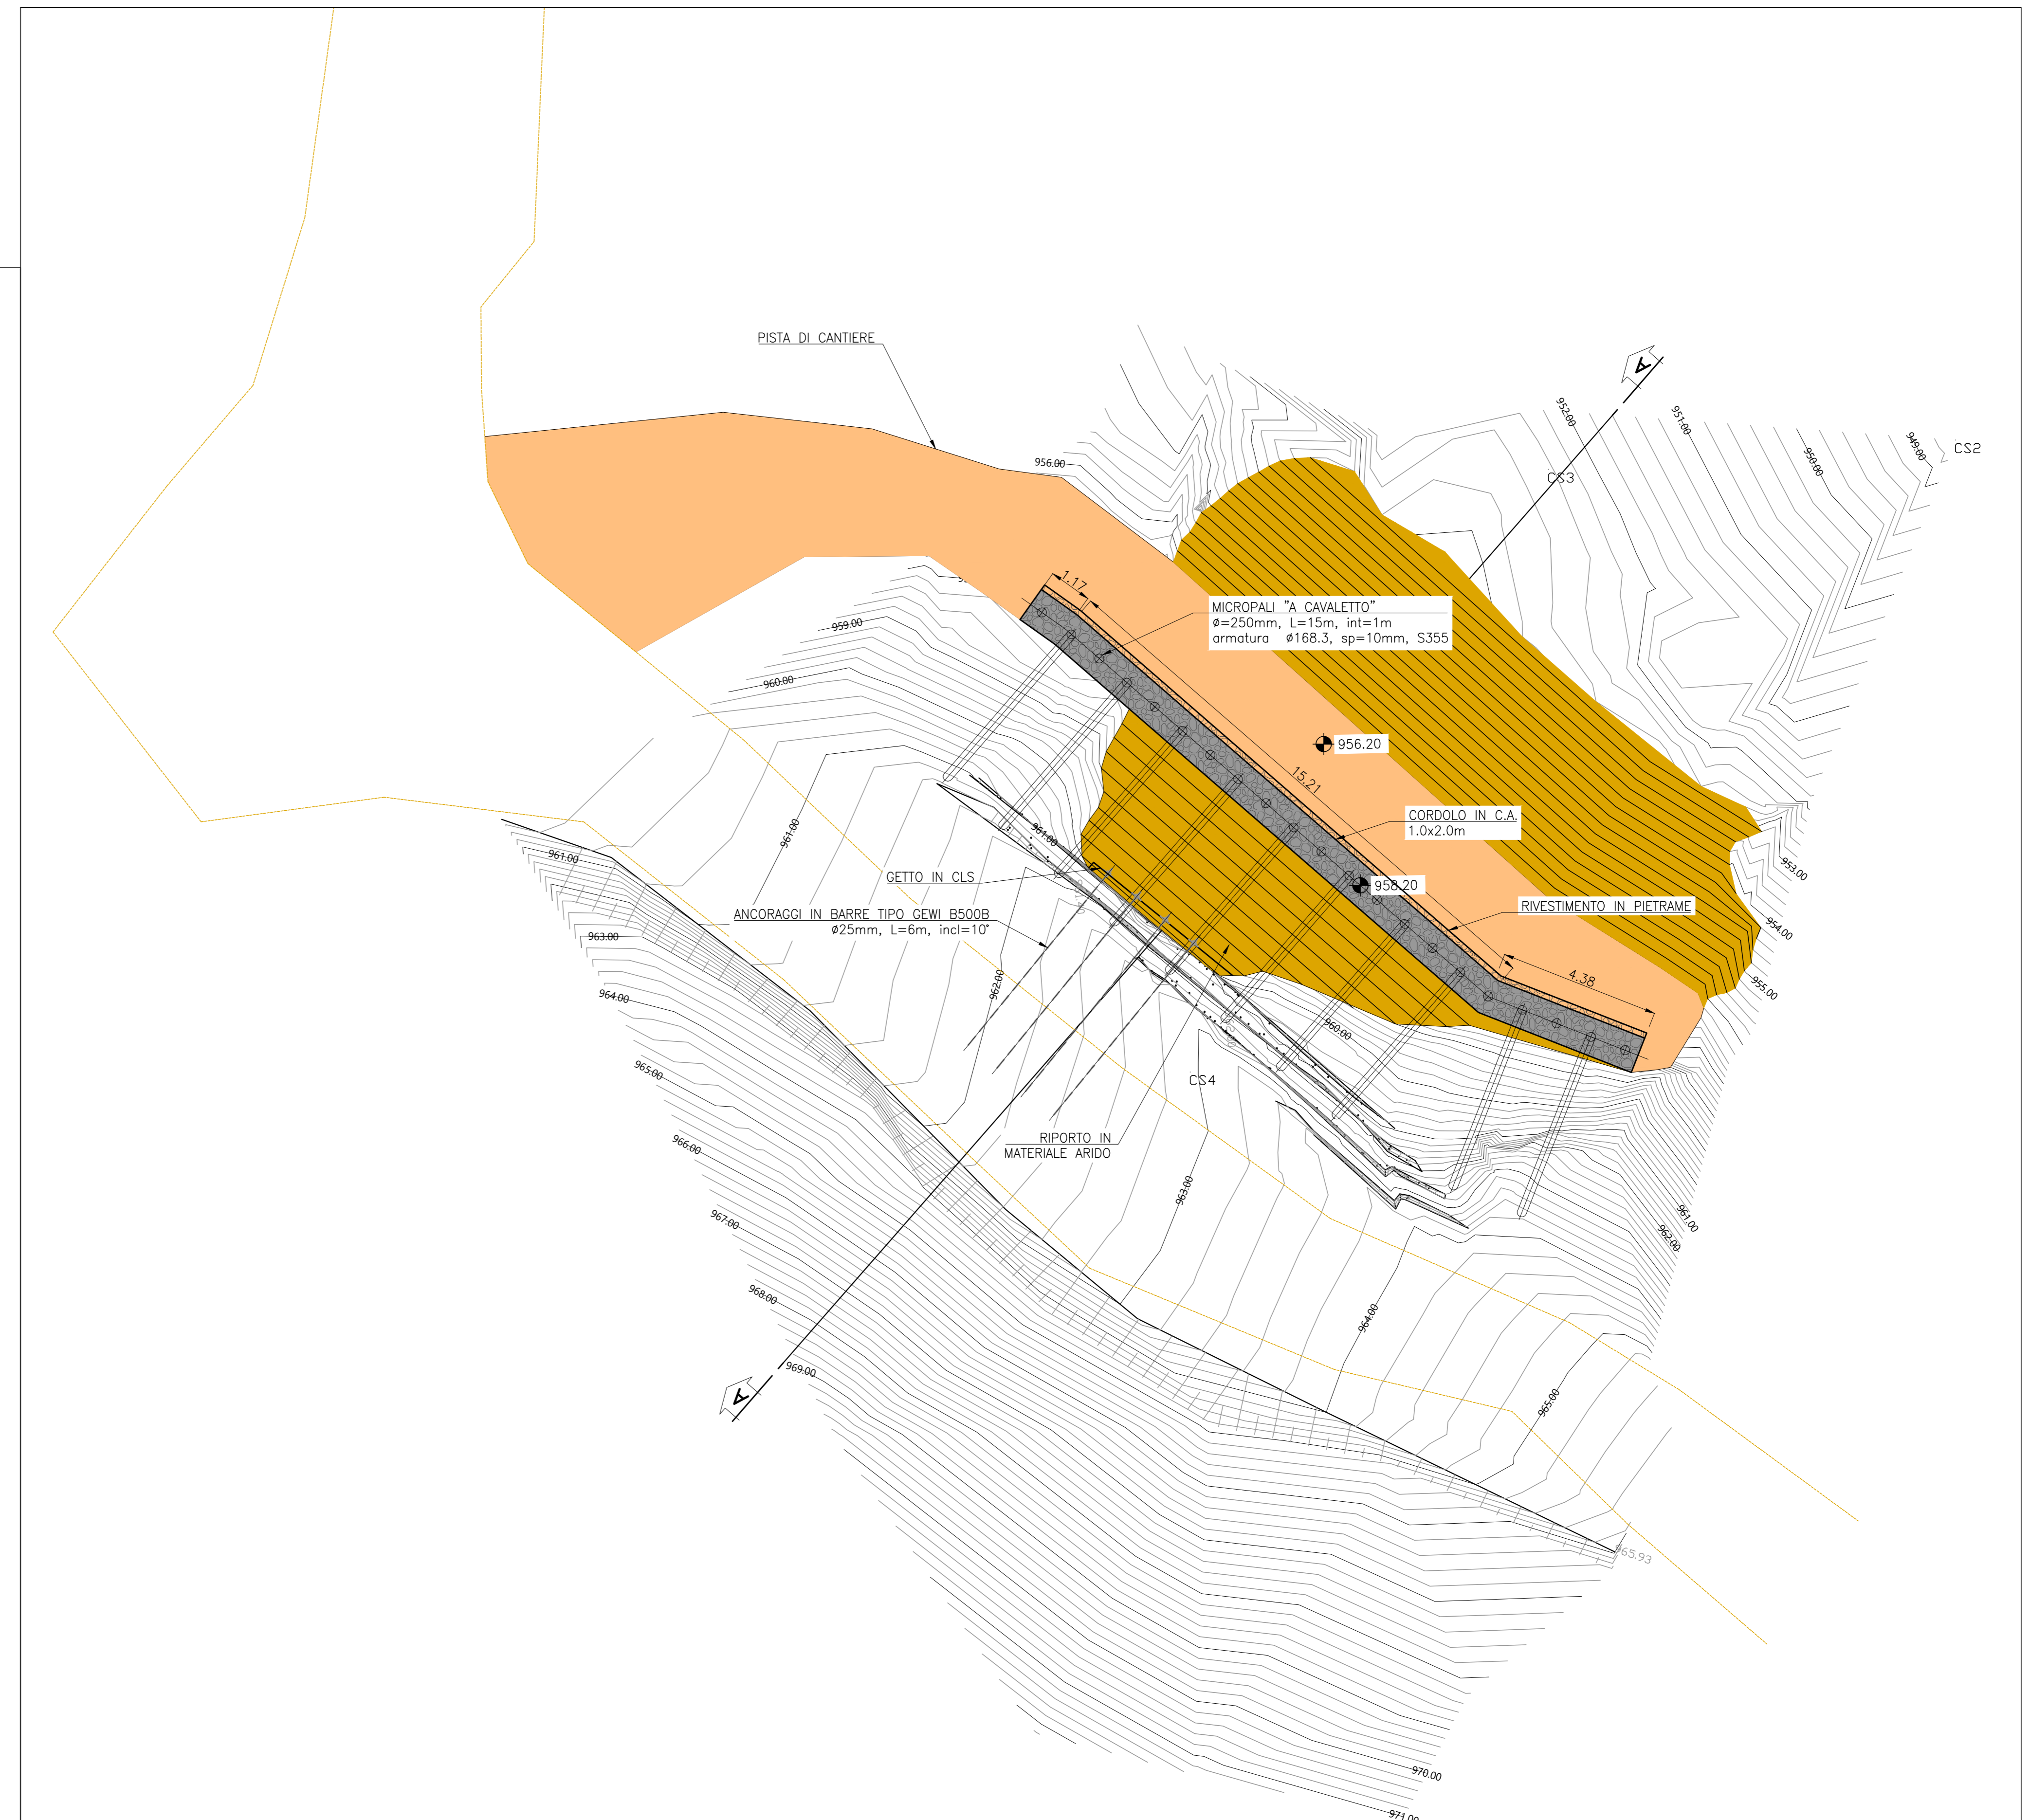 PISTA DI CANTIERE
A
952.00
951.00
950.00
949.00
CS2
CS3
956.00
1.17
MICROPALI "A CAVALETTO"
ø=250mm, L=15m, int=1m
armatura ø168.3, sp=10mm, S355
959.00
960.00
956.20
15.21
CORDOLO IN C.A.
1.0x2.0m
961.00
961.00
961.00
953.00
GETTO IN CLS
958.20
RIVESTIMENTO IN PIETRAME
954.00
ANCORAGGI IN BARRE TIPO GEWI B500B
ø25mm, L=6m, incl=10°
963.00
962.00
4.38
955.00
964.00
960.00
965.00
CS4
966.00
RIPORTO IN
MATERIALE ARIDO
963.00
967.00
961.00
962.00
968.00
964.00
969.00
A
965.00
965.93
970.00
971.00